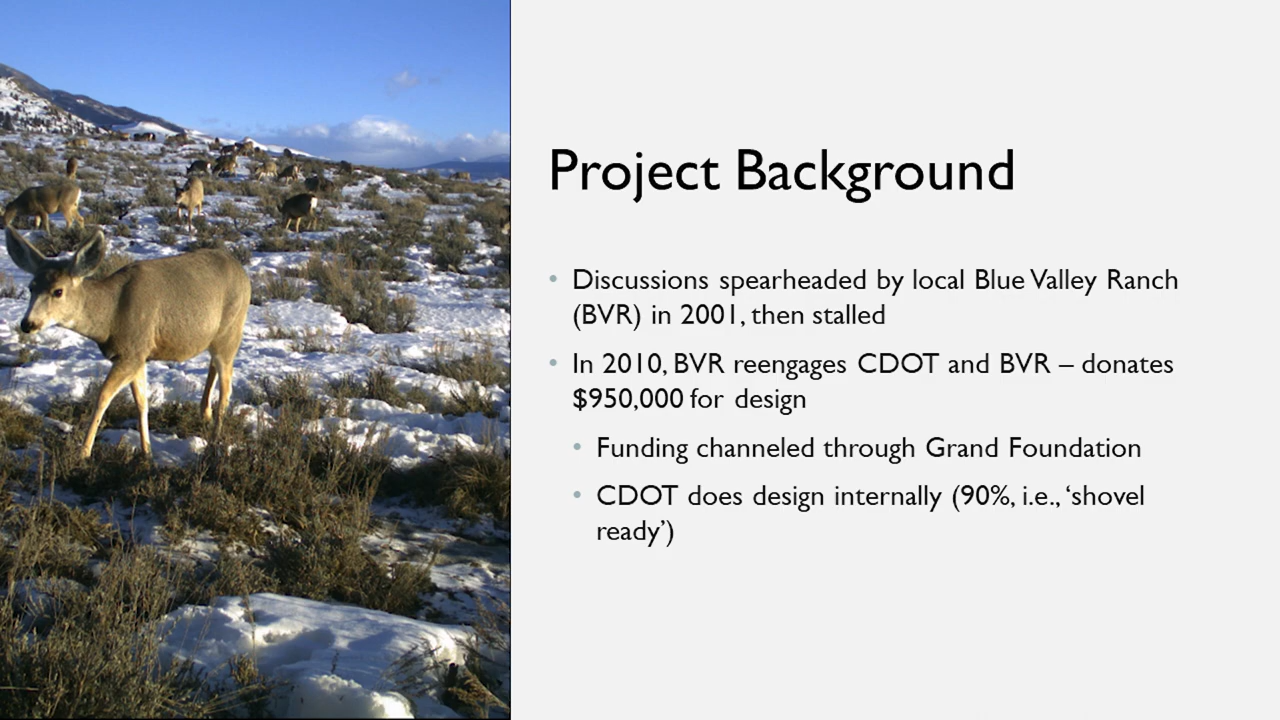 Project Background
• Discussions spearheaded by local Blue Valley Ranch
(BVR) in 2001, then stalled
• In 2010, BVR reengages CDOT and BVR – donates
$950,000 for design
• Funding channeled through Grand Foundation
• CDOT does design internally (90%, i.e., ‘shovel
ready’)